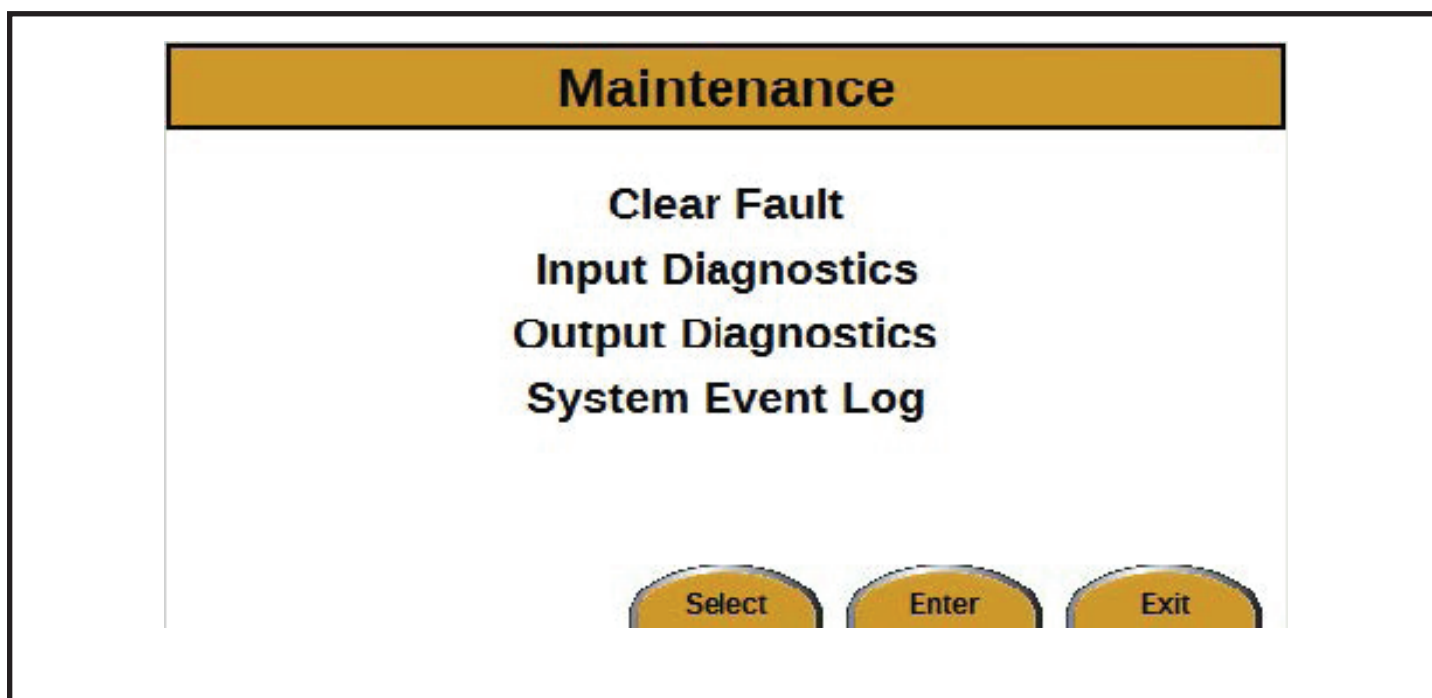 Maintenance
Clear Fault
Input Diagnostics
Output Diagnostics
System Event Log
Select Enter Exit